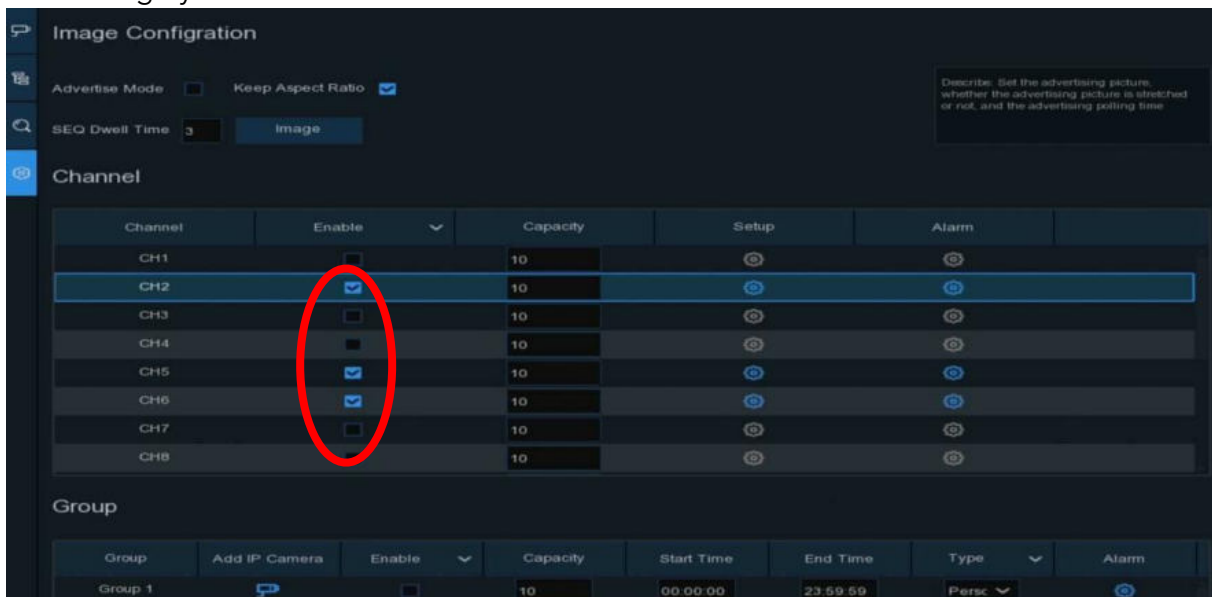 Image Configration
Advertise Mode Keep Aspect Ratio
Describe: Set the advertising picture,
whether the advertising picture is stretched
or not, and the advertising polling time
SEQ Dwell Time 3 Image
Channel
Channel Enable Capacity Setup Alarm
CH1 10
CH2 10
CH3 10
CH4 10
CH5 10
CH6 10
CH7 10
CH8 10
Group
Group Add IP Camera Enable Capacity Start Time End Time Type Alarm
Group 1 10 00:00:00 23:59:59 Persc